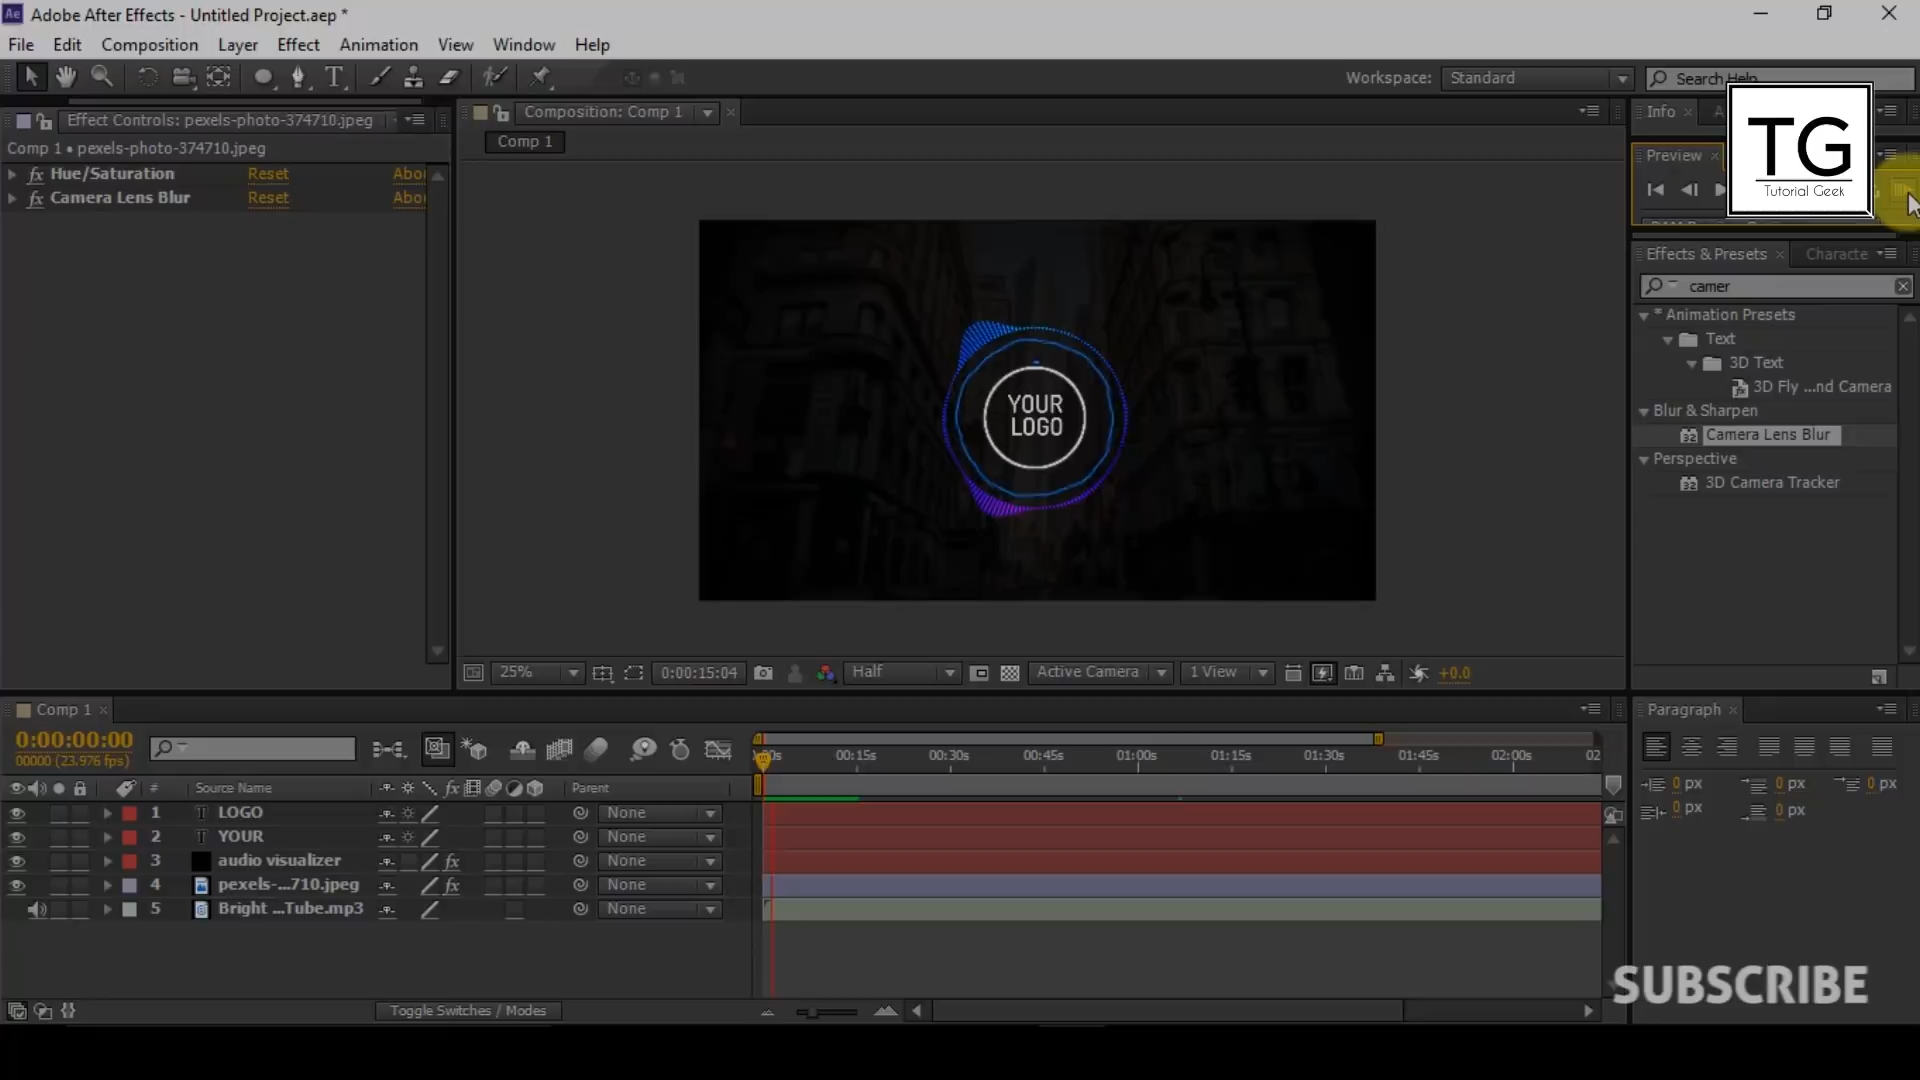 Ae Adobe After Effects - Untitled Project.aep *
File Edit Composition Layer Effect Animation View Window Help
T Workspace: Standard Search Help
Effect Controls: pexels-photo-374710.jpeg
Composition: Comp 1
Info
TG
Tutorial Geek
Comp 1 • pexels-photo-374710.jpeg
Comp 1
Preview
fx Hue/Saturation Reset Abou
fx Camera Lens Blur Reset Abou
Effects & Presets Characte
camer
* Animation Presets
Text
3D Text
3D Fly ...nd Camera
Blur & Sharpen
Camera Lens Blur
Perspective
3D Camera Tracker
YOUR
LOGO
25% 0:00:15:04 Half Active Camera 1 View +0.0
Comp 1
Paragraph
0:00:00:00
00000 (23.976 fps)
00s 00:15s 00:30s 00:45s 01:00s 01:15s 01:30s 01:45s 02:00s 02
# Source Name fx Parent
0 px 0 px 0 px
0 px 0 px
1 T LOGO None
2 T YOUR None
3 audio visualizer fx None
4 pexels-...710.jpeg fx None
5 Bright ...Tube.mp3 None
SUBSCRIBE
Toggle Switches / Modes